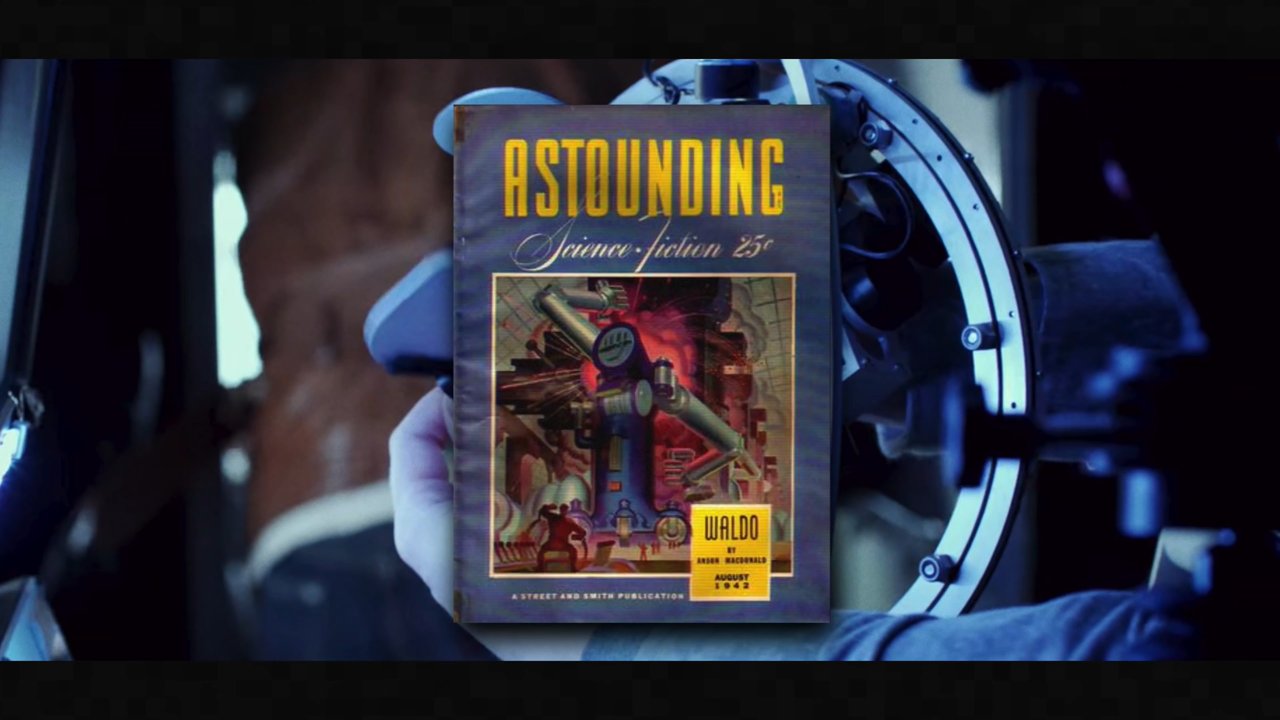 ASTOUNDING
Science-fiction 25¢
WALDO
BY
ANSON MACDONALD
AUGUST
1942
A STREET AND SMITH PUBLICATION